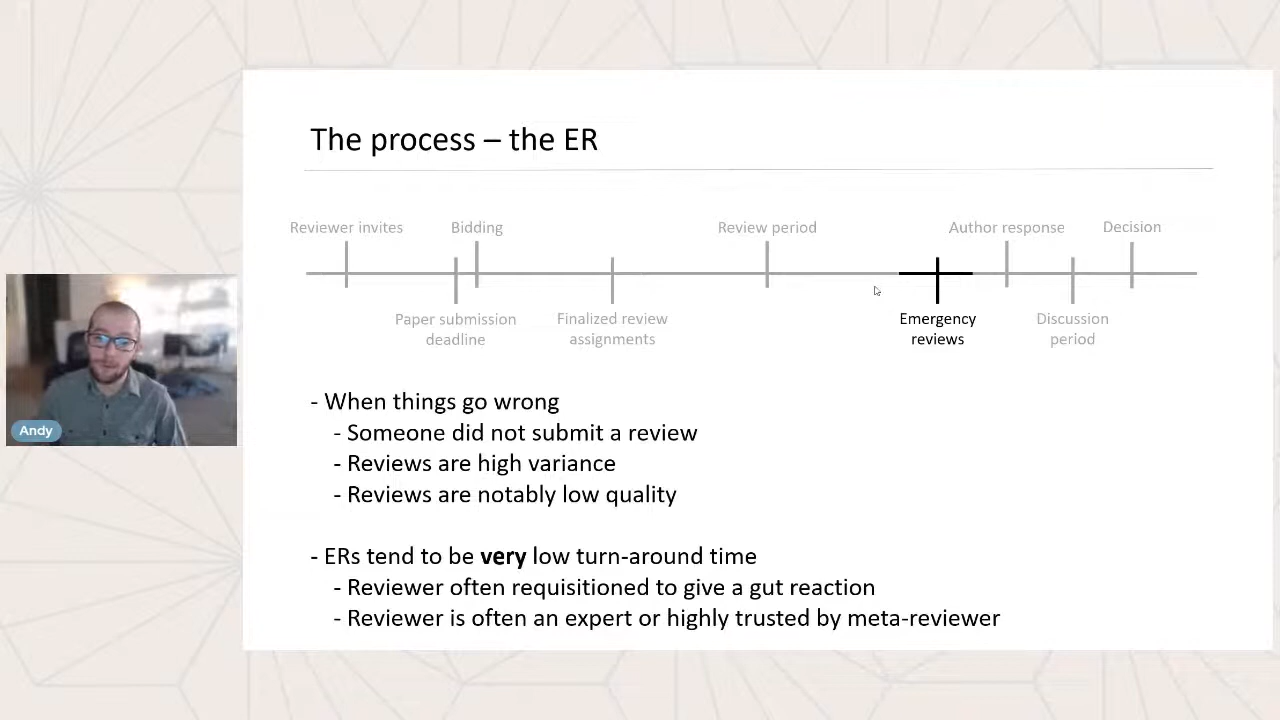 The process – the ER
Reviewer invites
Bidding
Review period
Author response
Decision
Paper submission
deadline
Finalized review
assignments
Emergency
reviews
Discussion
period
- When things go wrong
- Someone did not submit a review
- Reviews are high variance
- Reviews are notably low quality
- ERs tend to be very low turn-around time
- Reviewer often requisitioned to give a gut reaction
- Reviewer is often an expert or highly trusted by meta-reviewer
Andy